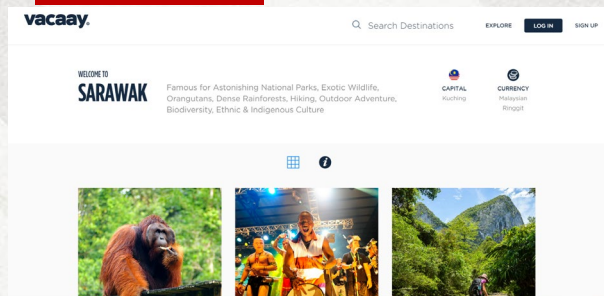 vacaay.
Search Destinations
EXPLORE
LOG IN
SIGN UP
WELCOME TO
SARAWAK
Famous for Astonishing National Parks, Exotic Wildlife,
Orangutans, Dense Rainforests, Hiking, Outdoor Adventure,
Biodiversity, Ethnic & Indigenous Culture
CAPITAL
Kuching
CURRENCY
Malaysian
Ringgit